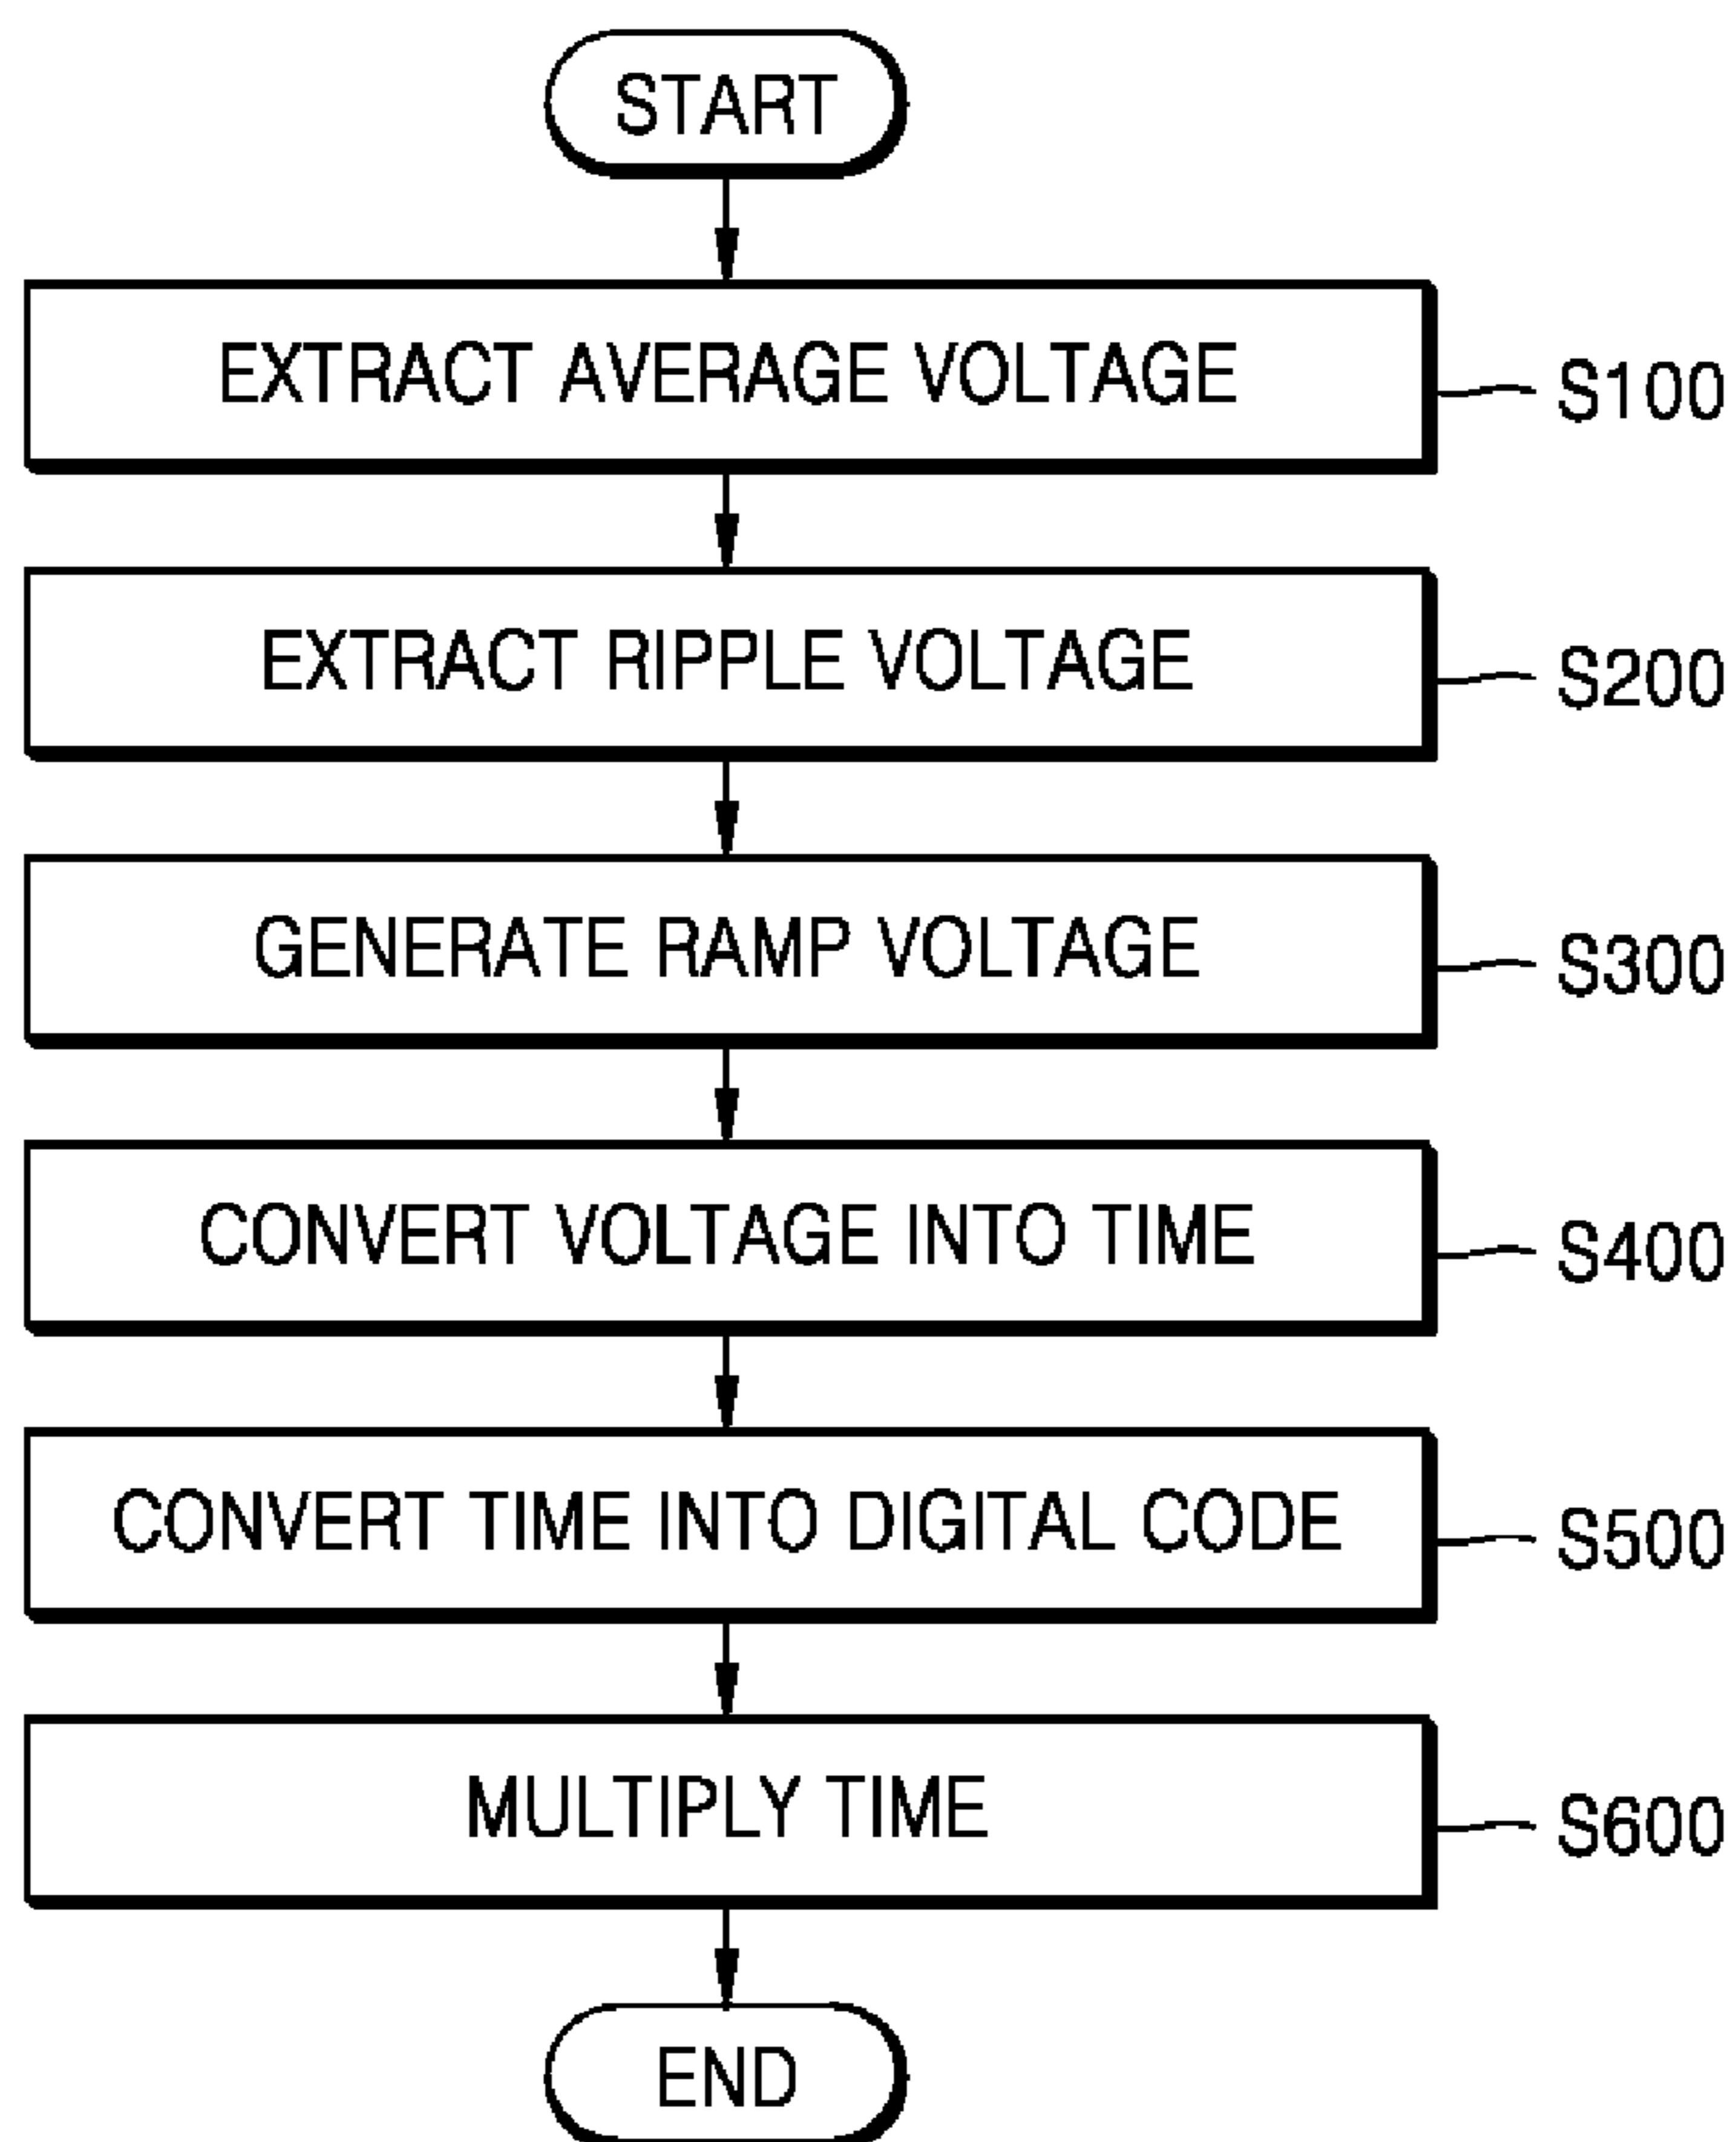 START
EXTRACT AVERAGE VOLTAGE
S100
EXTRACT RIPPLE VOLTAGE
S200
GENERATE RAMP VOLTAGE
S300
CONVERT VOLTAGE INTO TIME
S400
CONVERT TIME INTO DIGITAL CODE
S500
MULTIPLY TIME
S600
END